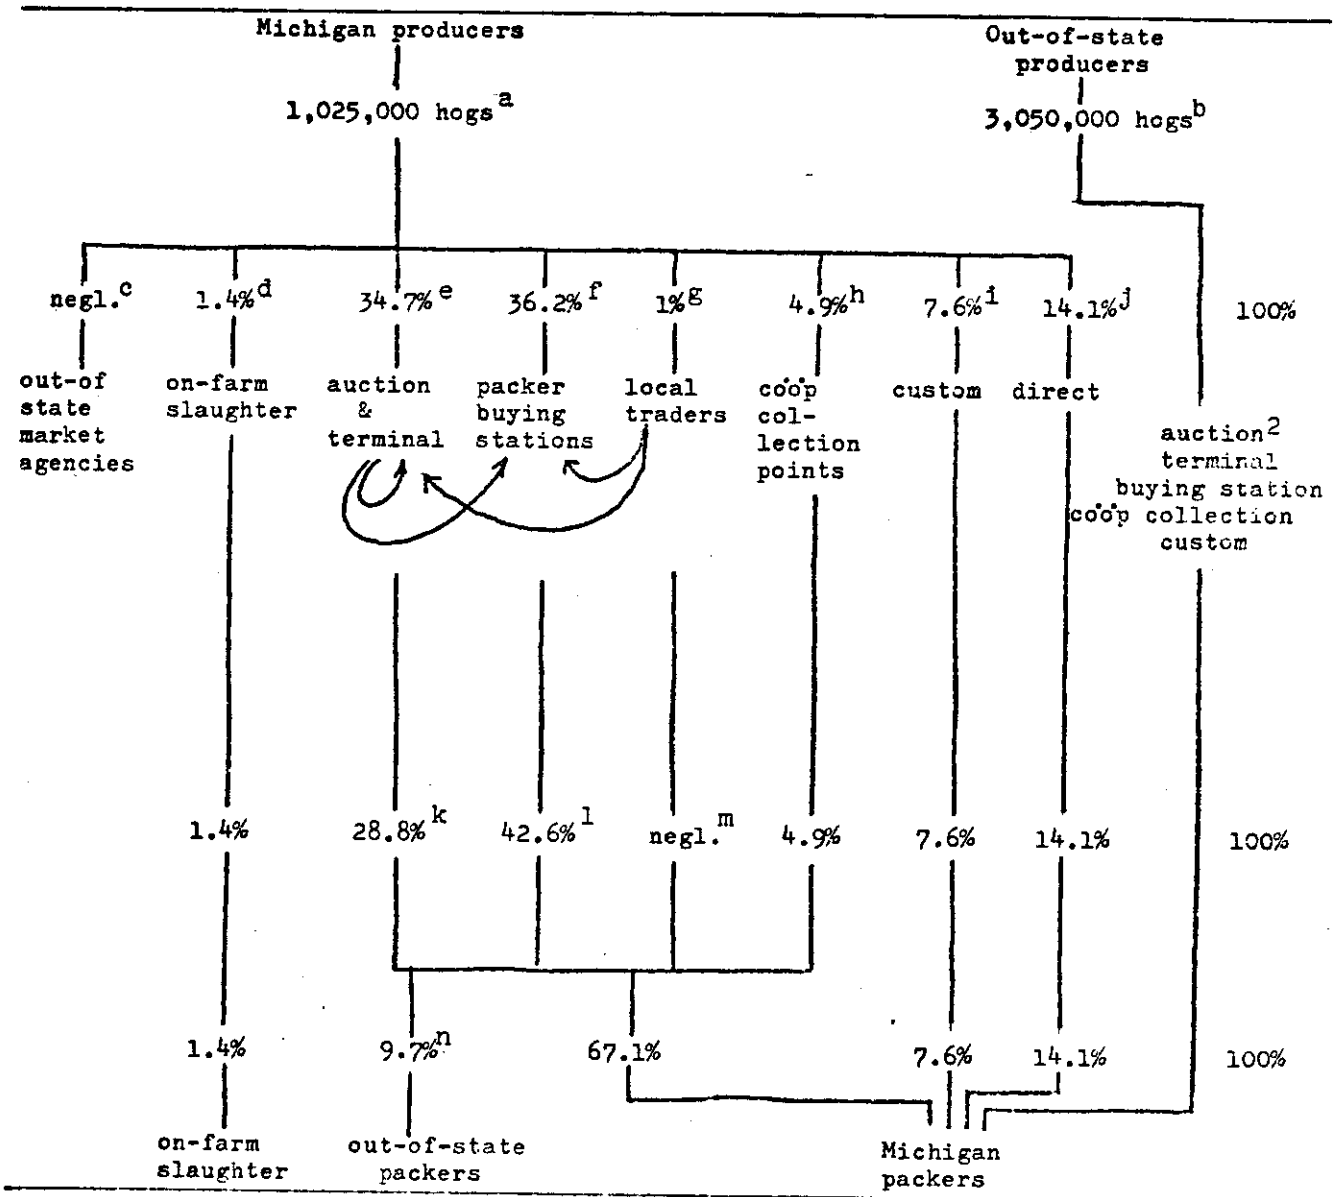 Michigan producers
Out-of-state
producers
1,025,000 hogs a
3,050,000 hogs b
negl. c 1.4% d 34.7% e 36.2% f 1% g 4.9% h 7.6% i 14.1% j 100%
out-of
state
market
agencies
on-farm
slaughter
auction
&
terminal
packer
buying
stations
local
traders
coöp
col-
lection
points
custom
direct
auction 2
terminal
buying station
coöp collection
custom
1.4% 28.8% k 42.6% l negl. m 4.9% 7.6% 14.1% 100%
1.4% 9.7% n 67.1% 7.6% 14.1% 100%
on-farm
slaughter
out-of-state
packers
Michigan
packers